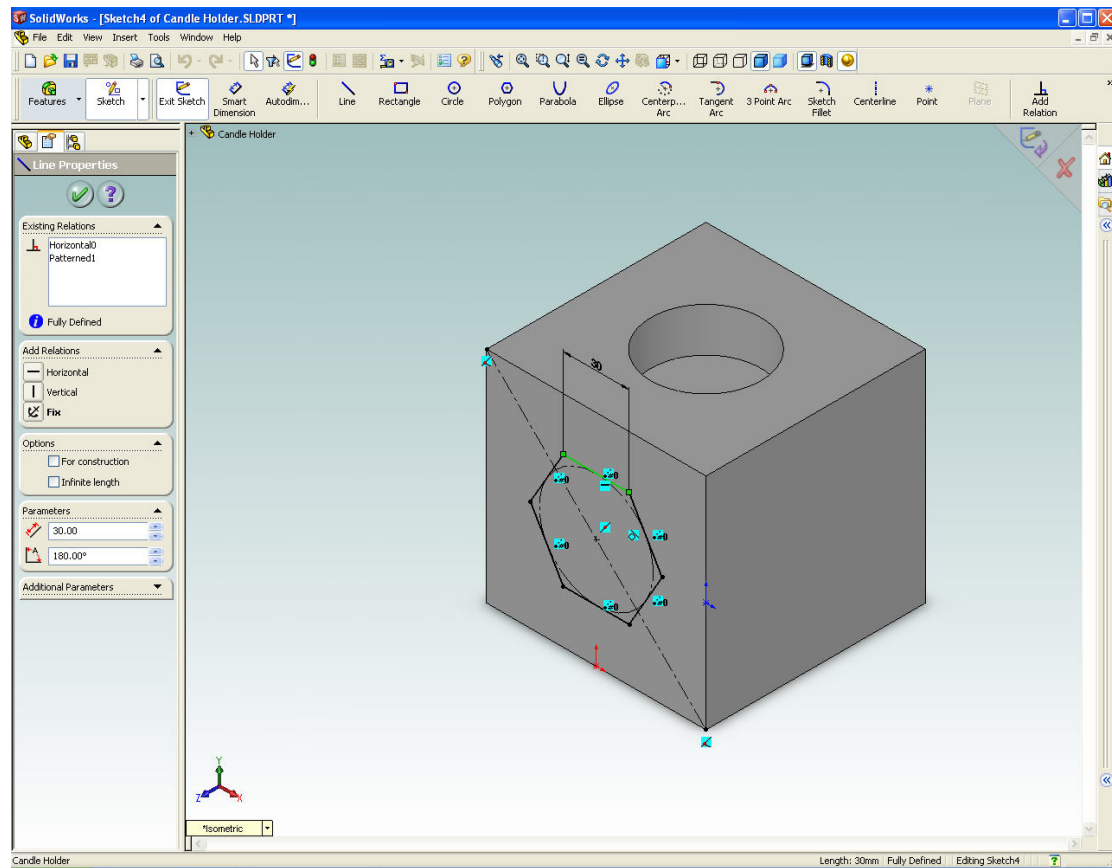 SolidWorks - [Sketch4 of Candle Holder.SLDPRT *]
File Edit View Insert Tools Window Help
Features Sketch Exit Sketch Smart Dimension Autodim... Line Rectangle Circle Polygon Parabola Ellipse Centerp... Arc Tangent Arc 3 Point Arc Sketch Fillet Centerline Point Plane Add Relation
Candle Holder
Line Properties
Existing Relations
Horizontal0
Patterned1
Fully Defined
Add Relations
Horizontal
Vertical
Fix
Options
For construction
Infinite length
Parameters
30.00
180.00°
Additional Parameters
30
Y
Z
X
*Isometric
Candle Holder
Length: 30mm Fully Defined Editing Sketch4